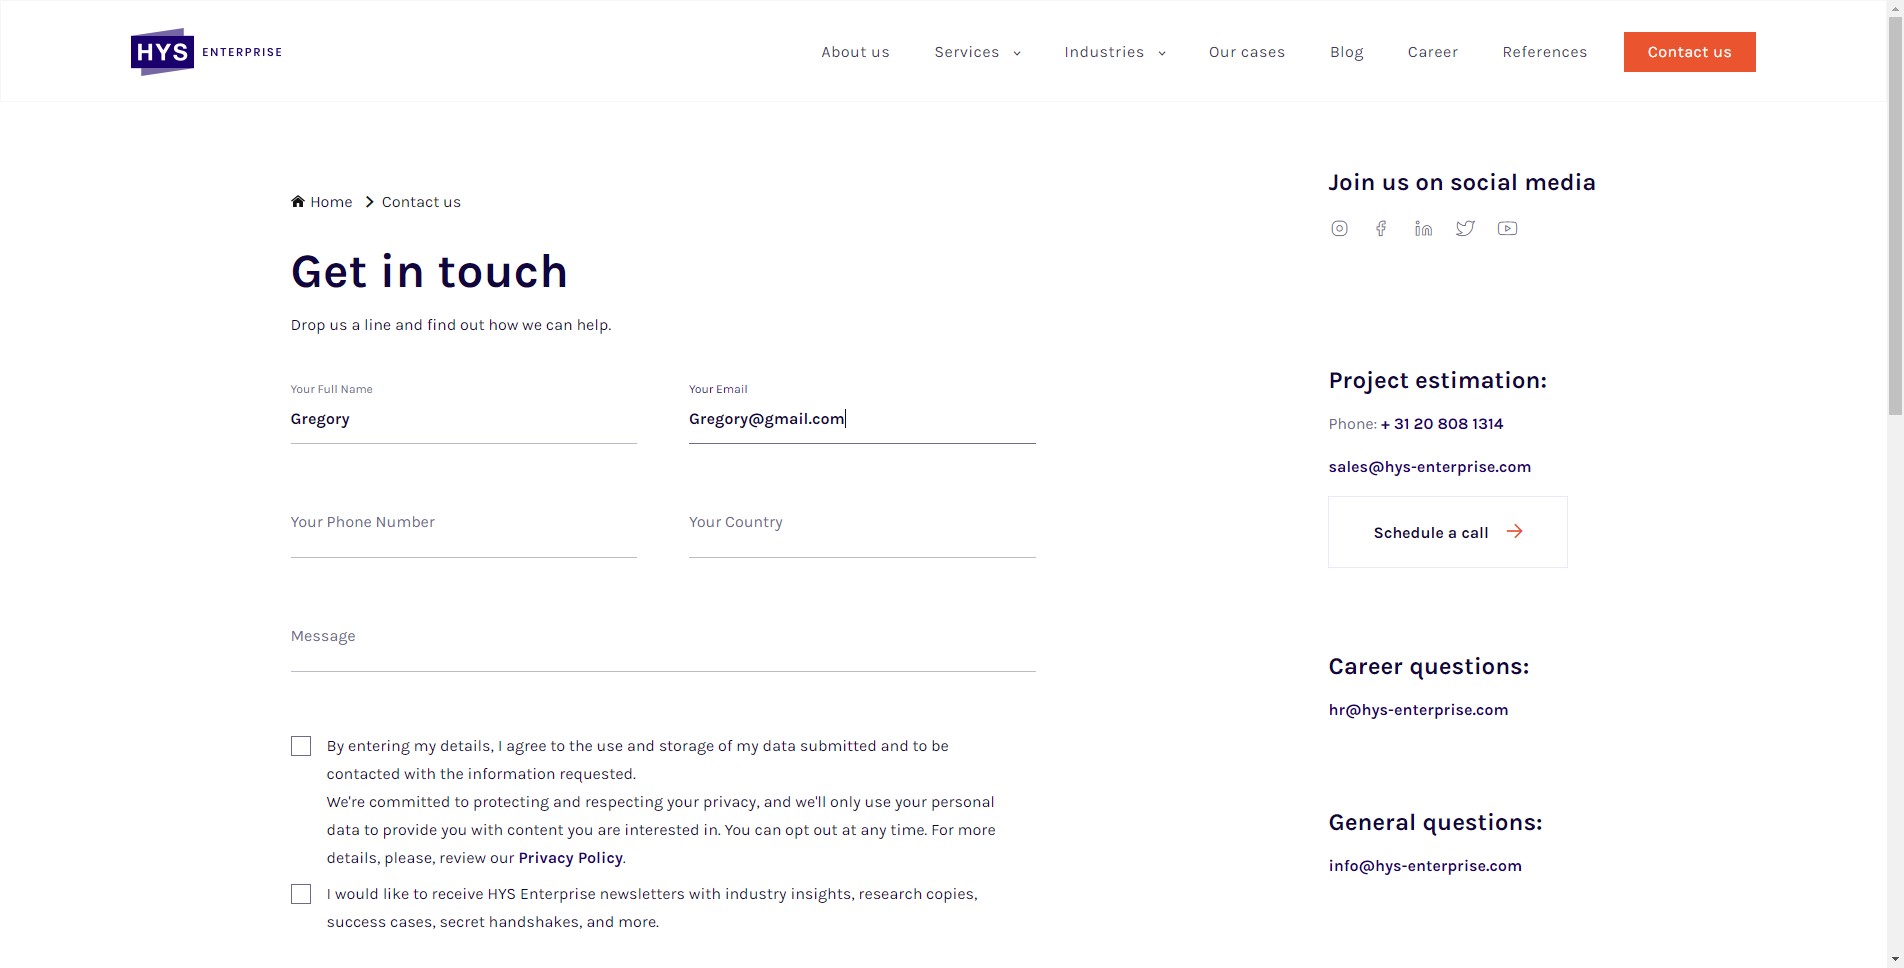 HYS ENTERPRISE
About us
Services
Industries
Our cases
Blog
Career
References
Contact us
Home
Contact us
Get in touch
Drop us a line and find out how we can help.
Your Full Name
Gregory
Your Email
Gregory@gmail.com
Your Phone Number
Your Country
Message
By entering my details, I agree to the use and storage of my data submitted and to be
contacted with the information requested.
We're committed to protecting and respecting your privacy, and we'll only use your personal
data to provide you with content you are interested in. You can opt out at any time. For more
details, please, review our Privacy Policy.
I would like to receive HYS Enterprise newsletters with industry insights, research copies,
success cases, secret handshakes, and more.
Join us on social media
Project estimation:
Phone: + 31 20 808 1314
sales@hys-enterprise.com
Schedule a call
Career questions:
hr@hys-enterprise.com
General questions:
info@hys-enterprise.com